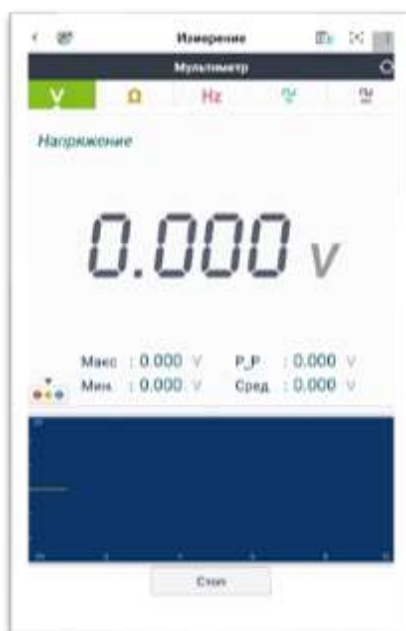 Измерение
Мультиметр
V Ω Hz
Напряжение
0.000 V
Макс : 0.000 V P_P : 0.000 V
Мин : 0.000 V Сред : 0.000 V
Стоп